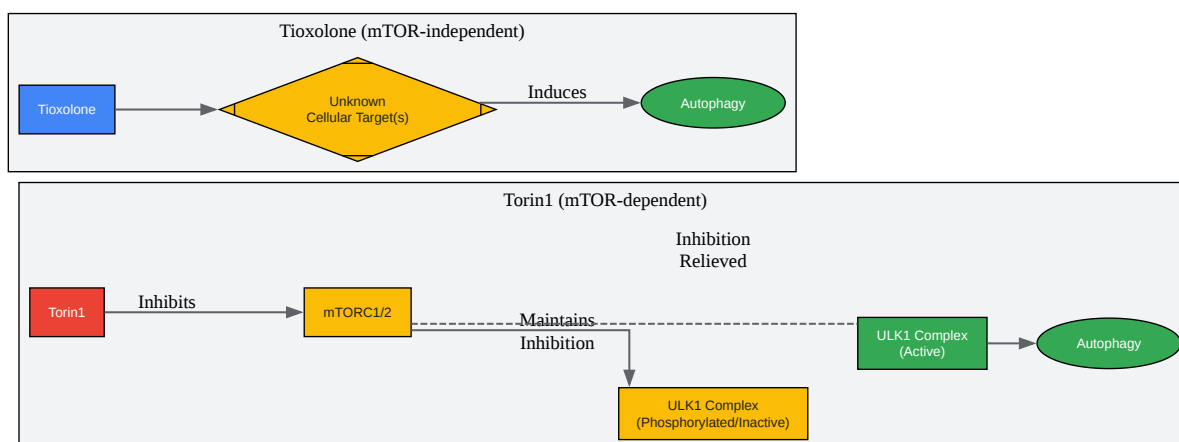 Tioxolone (mTOR-independent)
Tioxolone
Unknown
Cellular Target(s)
Induces
Autophagy
Torin1 (mTOR-dependent)
Inhibition
Relieved
Torin1
Inhibits
mTORC1/2
Maintains
Inhibition
ULK1 Complex
(Active)
Autophagy
ULK1 Complex
(Phosphorylated/Inactive)